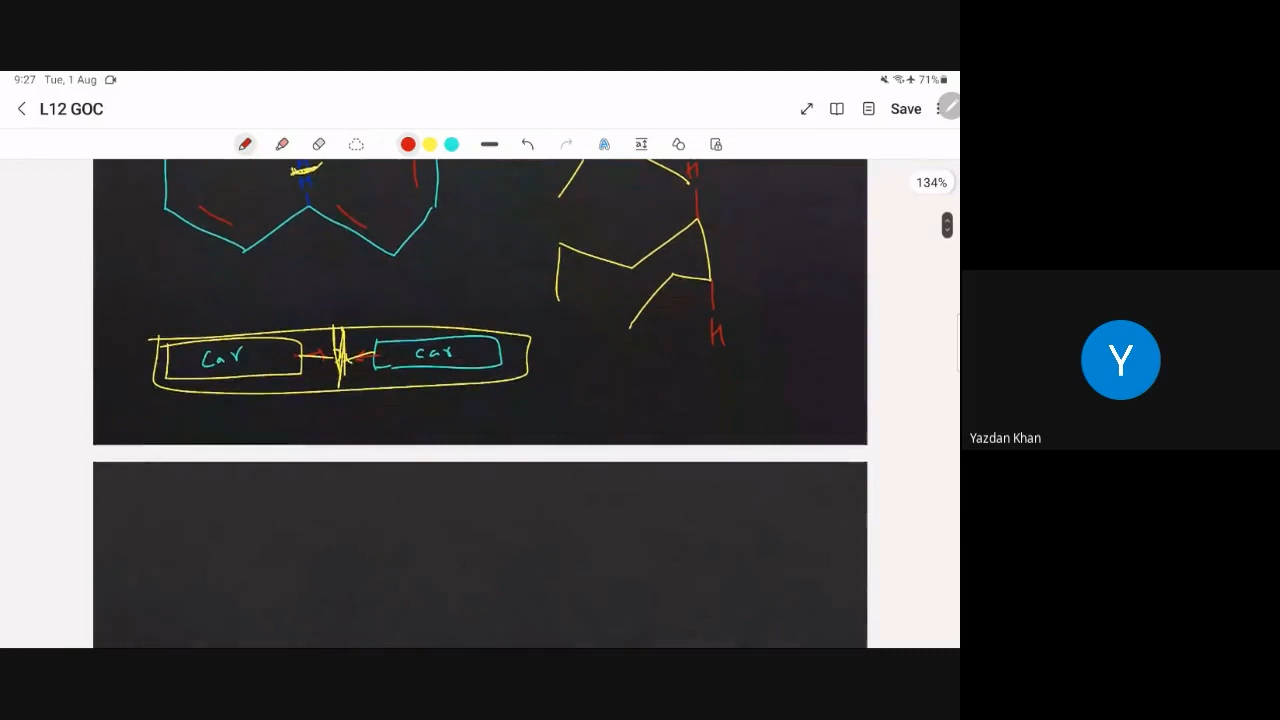 9:27 Tue, 1 Aug 71%
L12 GOC
Save
134%
H
H
Car Car
Y
Yazdan Khan